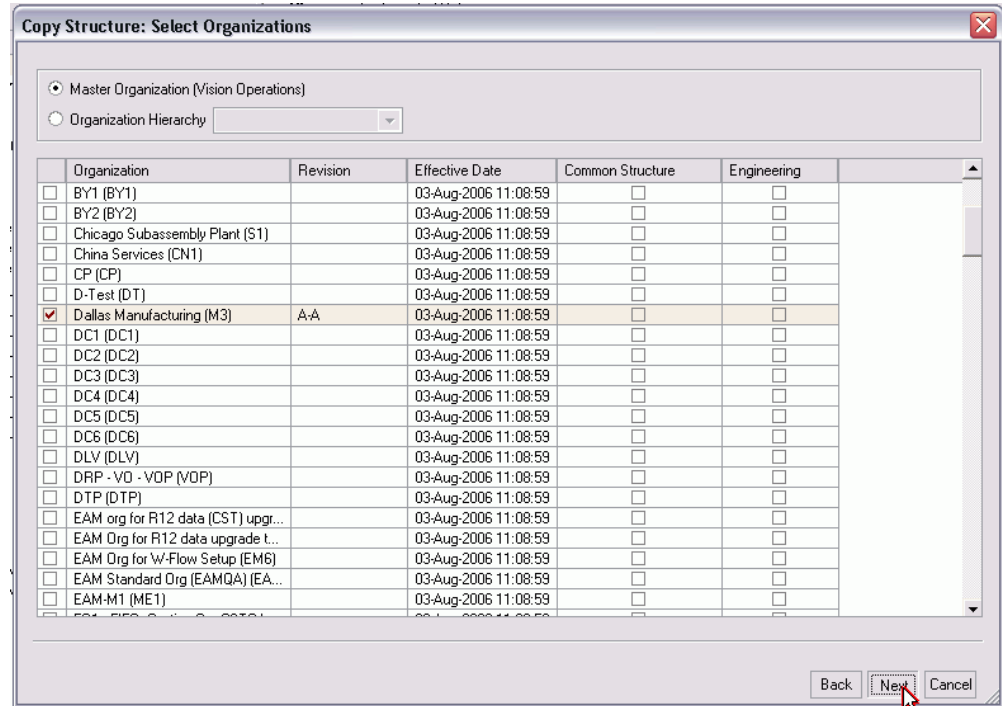 Copy Structure: Select Organizations
Master Organization (Vision Operations)
Organization Hierarchy
Organization Revision Effective Date Common Structure Engineering
BY1 (BY1) 03-Aug-2006 11:08:59
BY2 (BY2) 03-Aug-2006 11:08:59
Chicago Subassembly Plant (S1) 03-Aug-2006 11:08:59
China Services (CN1) 03-Aug-2006 11:08:59
CP (CP) 03-Aug-2006 11:08:59
D-Test (DT) 03-Aug-2006 11:08:59
Dallas Manufacturing (M3) A-A 03-Aug-2006 11:08:59
DC1 (DC1) 03-Aug-2006 11:08:59
DC2 (DC2) 03-Aug-2006 11:08:59
DC3 (DC3) 03-Aug-2006 11:08:59
DC4 (DC4) 03-Aug-2006 11:08:59
DC5 (DC5) 03-Aug-2006 11:08:59
DC6 (DC6) 03-Aug-2006 11:08:59
DLV (DLV) 03-Aug-2006 11:08:59
DRP - VO - VOP (VOP) 03-Aug-2006 11:08:59
DTP (DTP) 03-Aug-2006 11:08:59
EAM org for R12 data (CST) upgr... 03-Aug-2006 11:08:59
EAM Org for R12 data upgrade t... 03-Aug-2006 11:08:59
EAM Org for W-Flow Setup (EM6) 03-Aug-2006 11:08:59
EAM Standard Org (EAMQA) (EA... 03-Aug-2006 11:08:59
EAM-M1 (ME1) 03-Aug-2006 11:08:59
Back Next Cancel